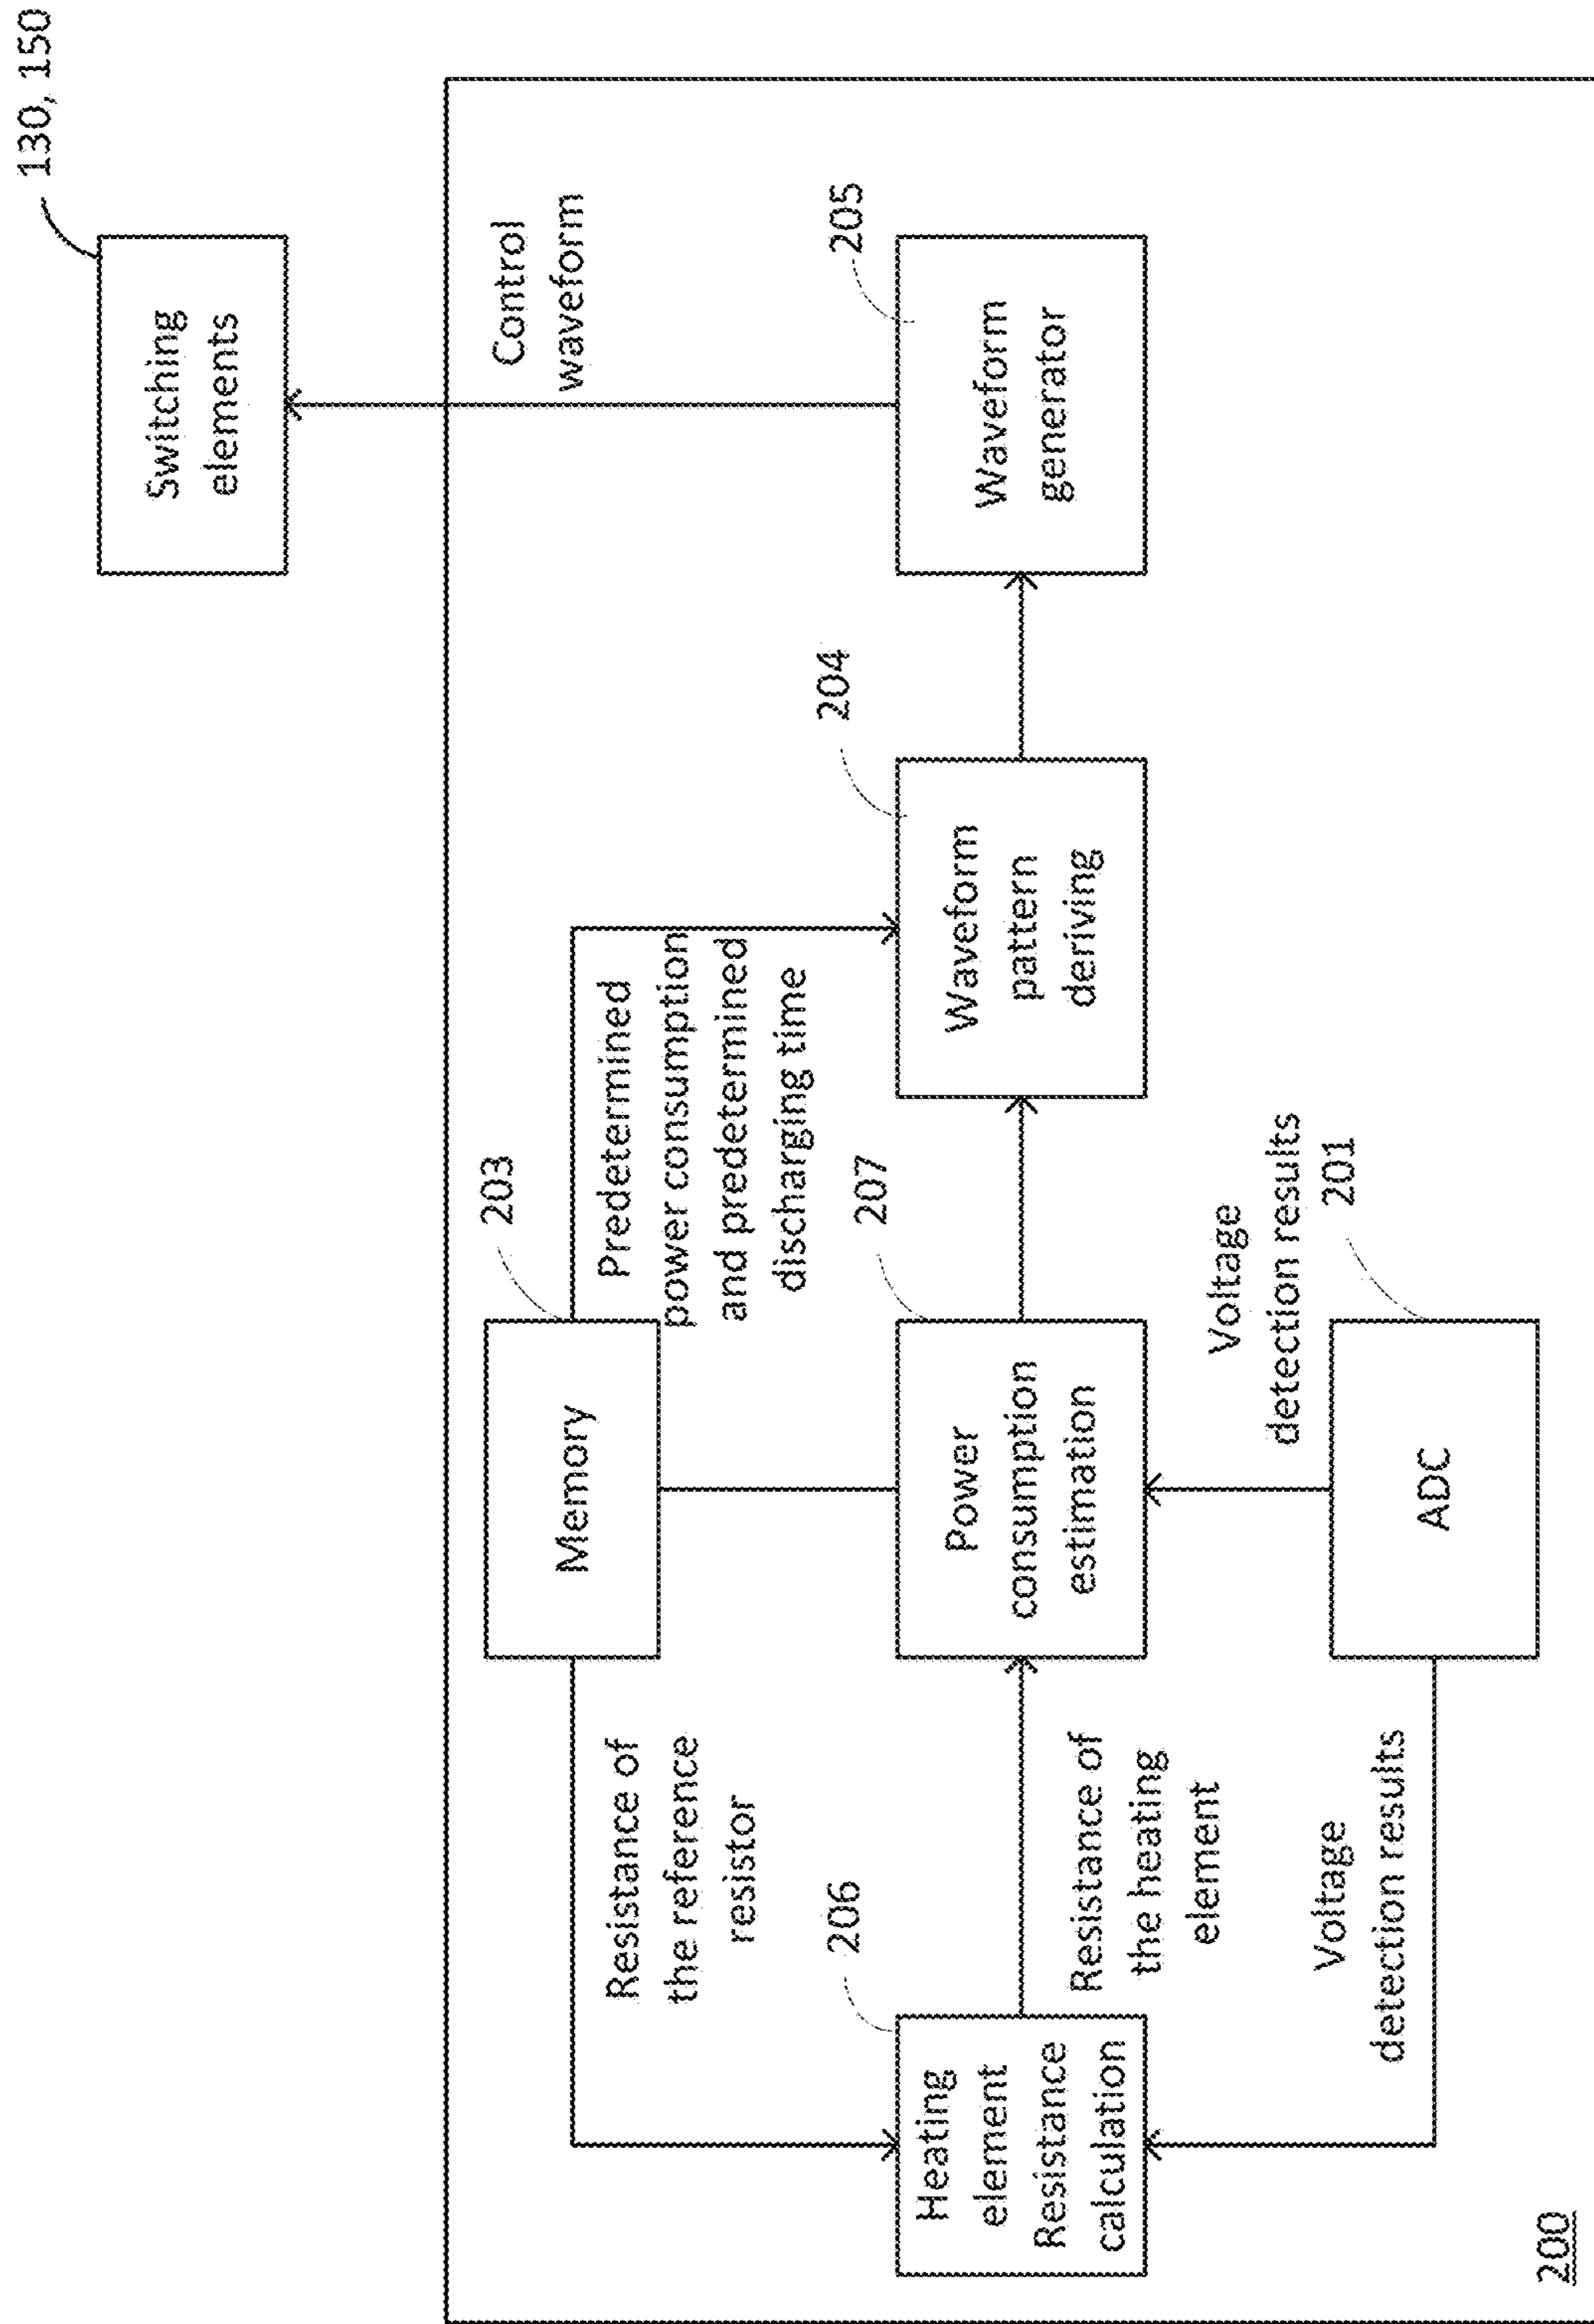 130, 150
Switching
elements
Control
waveform
203
Memory
Resistance of
the reference
resistor
Predetermined
power consumption
and predetermined
discharging time
206
207
204
205
Heating
element
Resistance
calculation
Power
consumption
estimation
Waveform
pattern
deriving
Waveform
generator
Resistance of
the heating
element
Voltage
detection results
Voltage
detection results
201
ADC
200